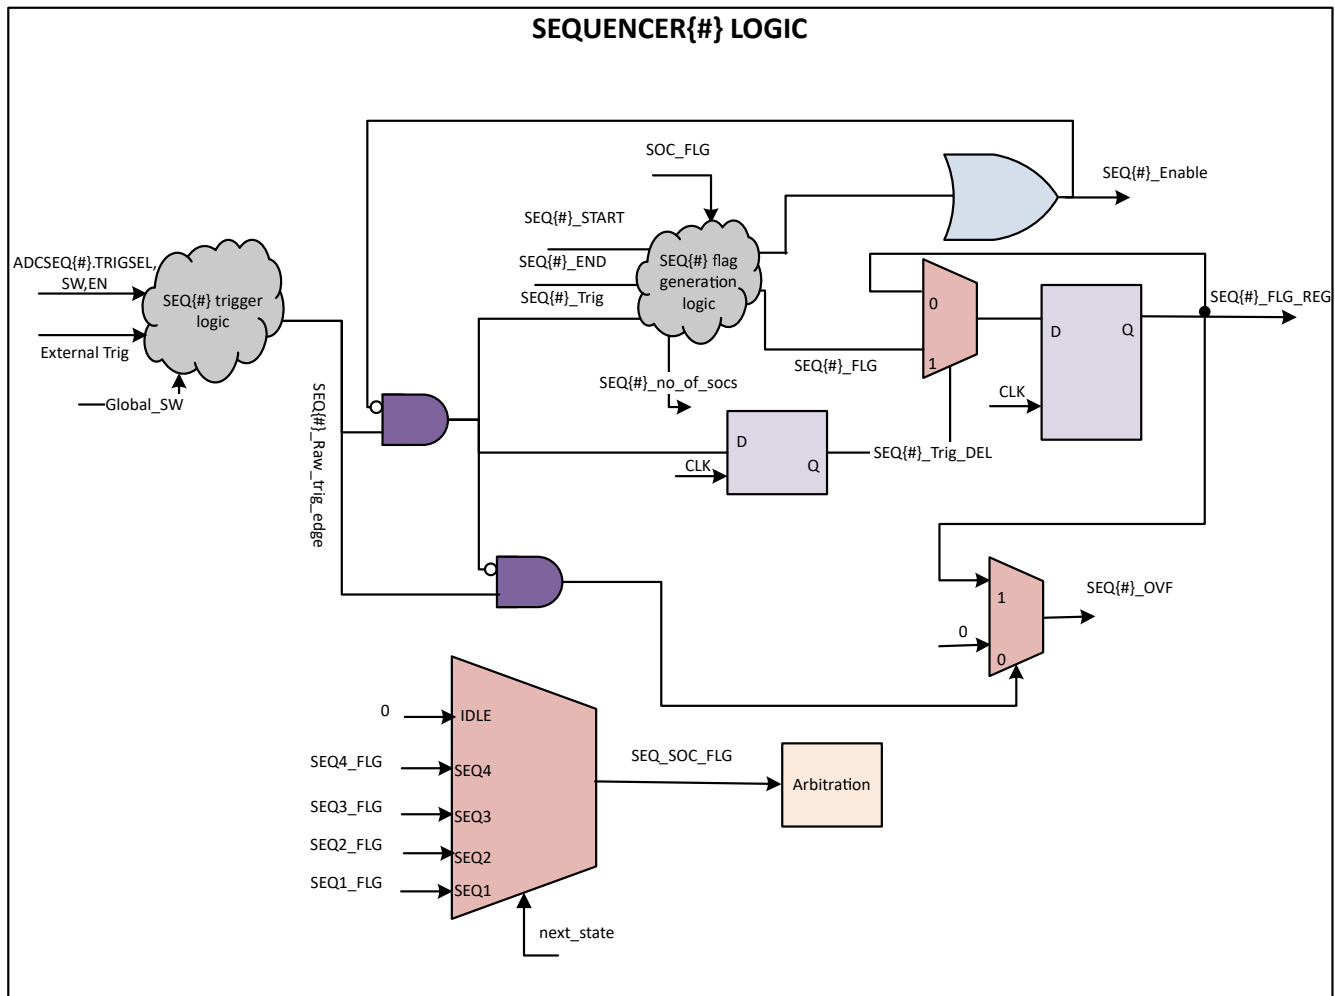 SEQUENCER{#} LOGIC
SOC_FLG
SEQ{#}_Enable
SEQ{#}_START
SEQ{#}_END
SEQ{#}_Trig
SEQ{#} flag
generation
logic
ADCSEQ{#}.TRIGSEL,
SW,EN
SEQ{#} trigger
logic
External Trig
Global_SW
SEQ{#}_Raw_trig_edge
0
1
SEQ{#}_FLG
SEQ{#}_no_of_socs
D
Q
CLK
SEQ{#}_FLG_REG
D
Q
CLK
SEQ{#}_Trig_DEL
1
0
0
SEQ{#}_OVF
0
IDLE
SEQ4_FLG
SEQ4
SEQ3_FLG
SEQ3
SEQ2_FLG
SEQ2
SEQ1_FLG
SEQ1
SEQ_SOC_FLG
Arbitration
next_state